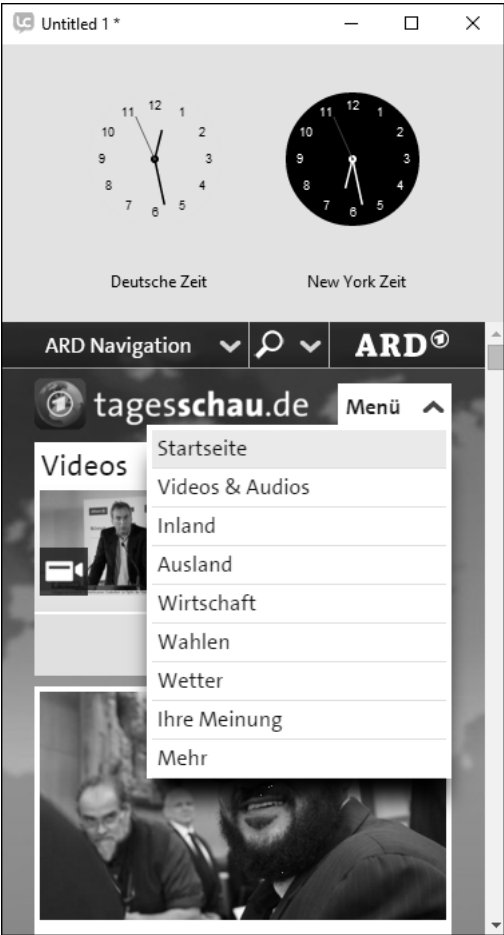 Untitled 1 *
12
11 1
10 2
9 3
8 4
7 5
6
12
11 1
10 2
9 3
8 4
7 5
6
Deutsche Zeit
New York Zeit
ARD Navigation
ARD
tagesschau.de
Menü
Videos
Startseite
Videos & Audios
Inland
Ausland
Wirtschaft
Wahlen
Wetter
Ihre Meinung
Mehr